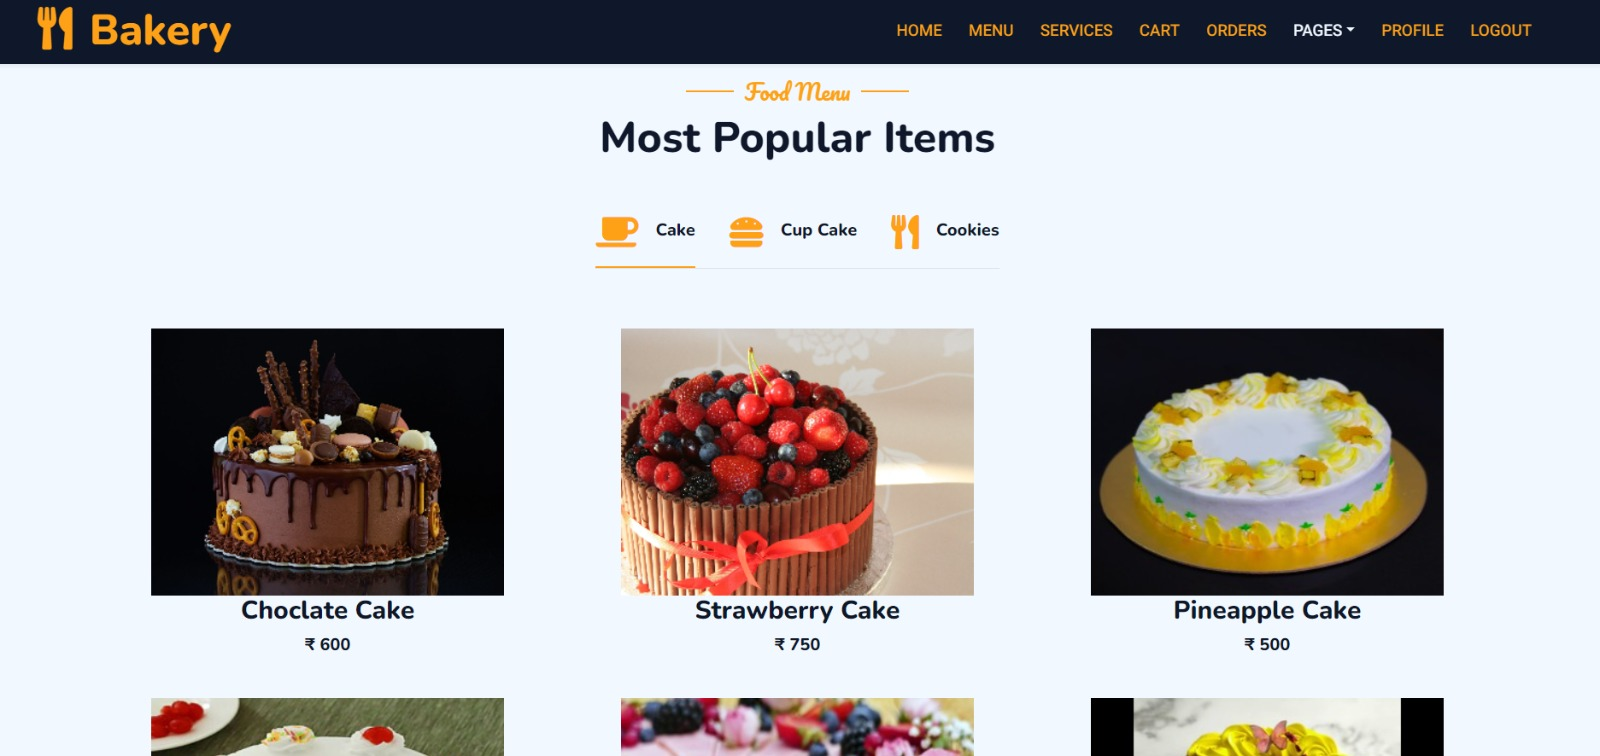 Bakery
HOME MENU SERVICES CART ORDERS PAGES PROFILE LOGOUT
Food Menu
Most Popular Items
Cake Cup Cake Cookies
Choclate Cake Strawberry Cake Pineapple Cake
₹ 600 ₹ 750 ₹ 500